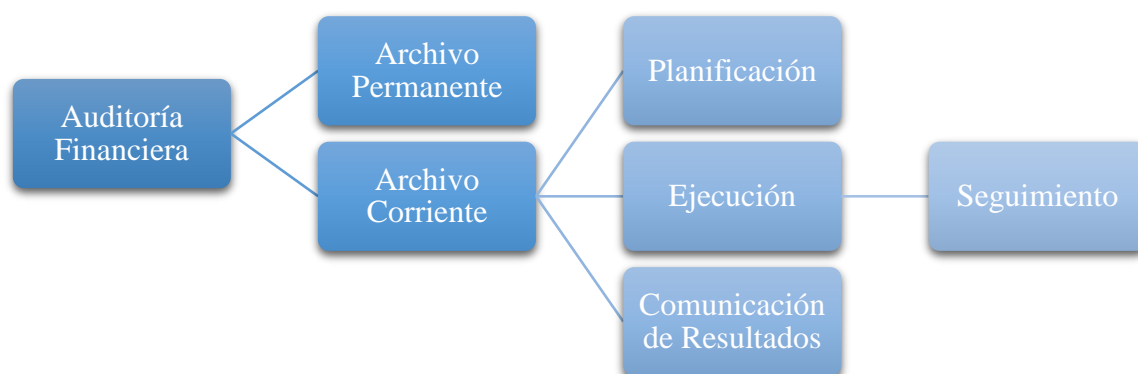 Auditoría
Financiera
Archivo
Permanente
Archivo
Corriente
Planificación
Ejecución
Comunicación
de Resultados
Seguimiento